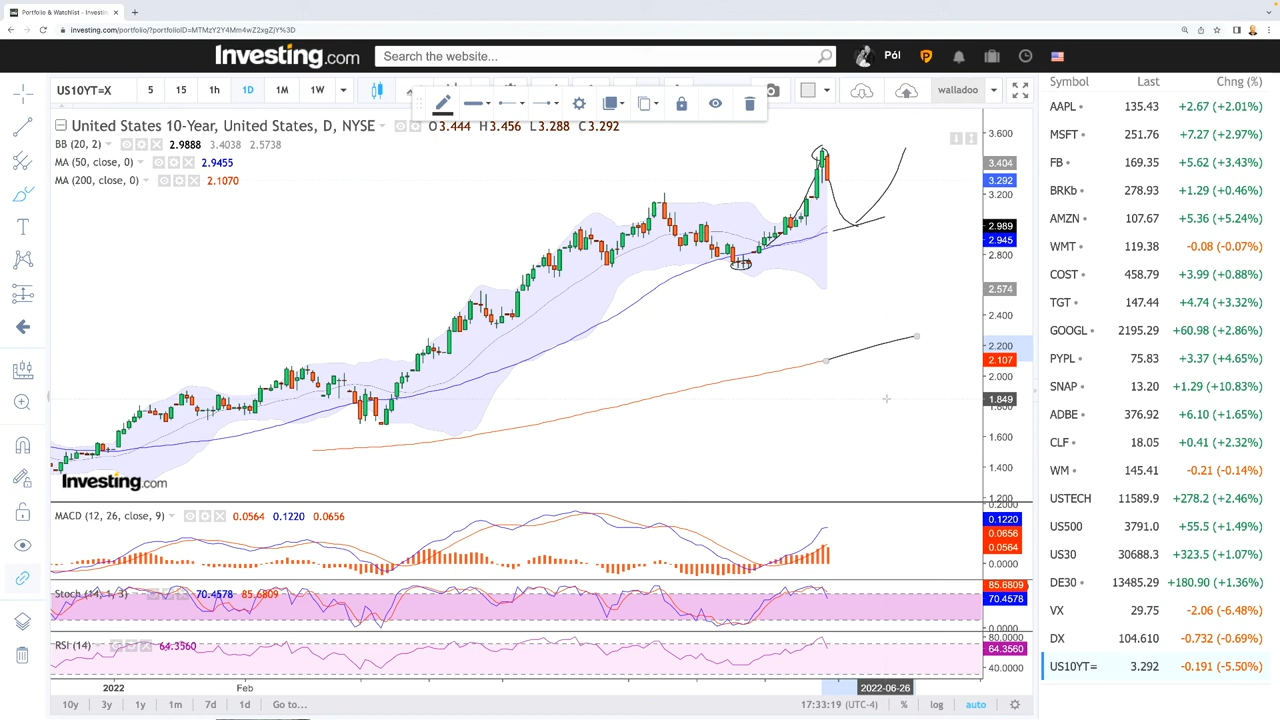 Portfolio & Watchlist - Investin
investing.com/portfolio/?portfolioID=MTMzY2Y4Mm4wZ2xgZjY%3D
Investing.com
Search the website...
Pól
US10YT=X 5 15 1h 1D 1M 1W
walladoo
United States 10-Year, United States, D, NYSE O3.444 H3.456 L3.288 C3.292
BB (20, 2) 2.9888 3.4038 2.5738
MA (50, close, 0) 2.9455
MA (200, close, 0) 2.1070
3.600
3.404
3.292
3.200
2.989
2.945
2.800
2.574
2.400
2.200
2.107
2.000
1.849
1.800
1.600
1.400
1.200
Investing.com
MACD (12, 26, close, 9) 0.0564 0.1220 0.0656
0.2000
0.1220
0.0656
0.0564
0.0000
Stoch (14, 1, 3) 70.4578 85.6809
85.6809
70.4578
0.0000
RSI (14) 64.3560
80.0000
64.3560
40.0000
2022 Feb 2022-06-26
10y 3y 1y 1m 7d 1d Go to... 17:33:19 (UTC-4) % log auto
Symbol Last Chng (%)
AAPL 135.43 +2.67 (+2.01%)
MSFT 251.76 +7.27 (+2.97%)
FB 169.35 +5.62 (+3.43%)
BRKb 278.93 +1.29 (+0.46%)
AMZN 107.67 +5.36 (+5.24%)
WMT 119.38 -0.08 (-0.07%)
COST 458.79 +3.99 (+0.88%)
TGT 147.44 +4.74 (+3.32%)
GOOGL 2195.29 +60.98 (+2.86%)
PYPL 75.83 +3.37 (+4.65%)
SNAP 13.20 +1.29 (+10.83%)
ADBE 376.92 +6.10 (+1.65%)
CLF 18.05 +0.41 (+2.32%)
WM 145.41 -0.21 (-0.14%)
USTECH 11589.9 +278.2 (+2.46%)
US500 3791.0 +55.5 (+1.49%)
US30 30688.3 +323.5 (+1.07%)
DE30 13485.29 +180.90 (+1.36%)
VX 29.75 -2.06 (-6.48%)
DX 104.610 -0.732 (-0.69%)
US10YT= 3.292 -0.191 (-5.50%)